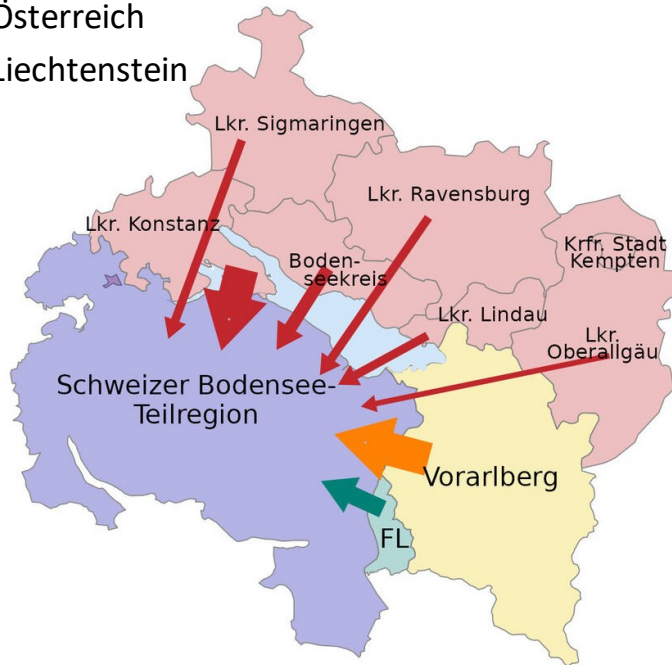 Österreich
Liechtenstein
Lkr. Sigmaringen
Lkr. Ravensburg
Lkr. Konstanz
Krfr. Stadt
Kempten
Boden-
seekreis
Lkr. Lindau
Lkr.
Oberallgäu
Schweizer Bodensee-
Teilregion
Vorarlberg
FL